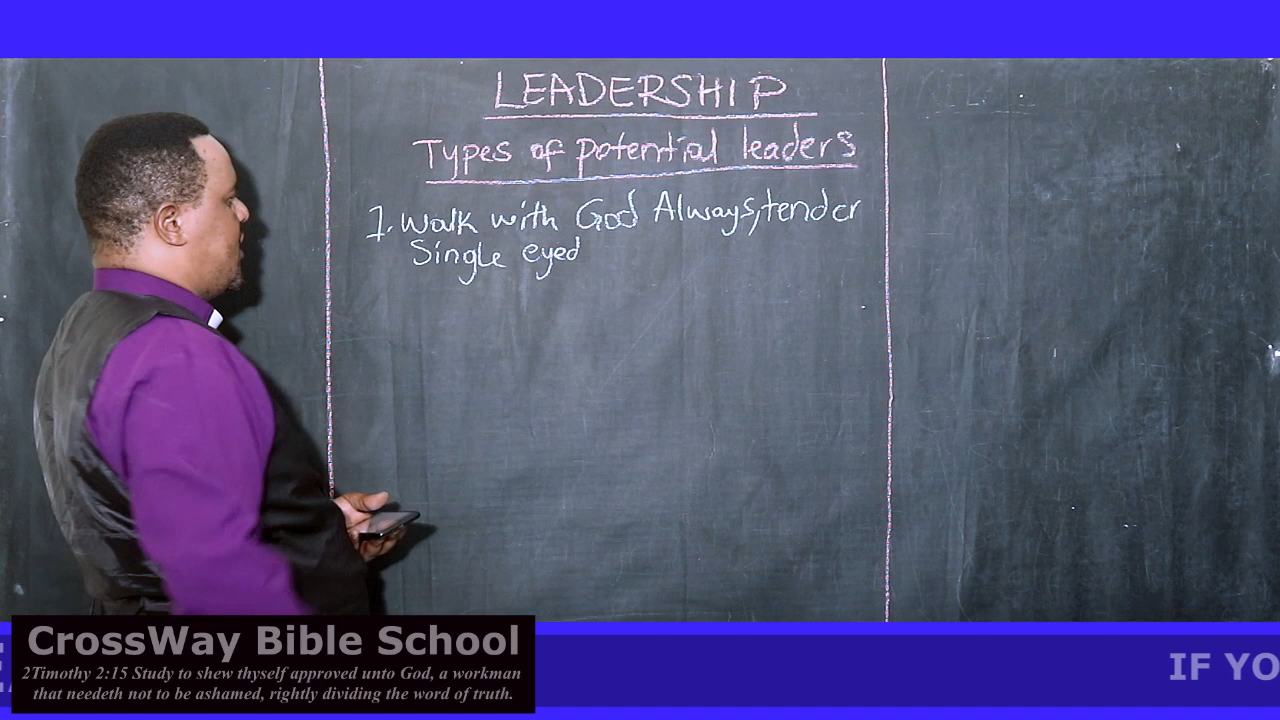 LEADERSHIP
Types of potential leaders
1. Walk with God Always, tender
Single eyed
CrossWay Bible School
2Timothy 2:15 Study to shew thyself approved unto God, a workman
that needeth not to be ashamed, rightly dividing the word of truth.
IF YO